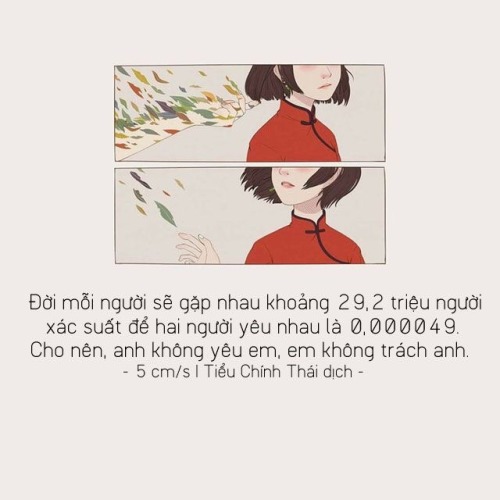 Đời mỗi người sẽ gặp nhau khoảng 29,2 triệu người
xác suất để hai người yêu nhau là 0,000049.
Cho nên, anh không yêu em, em không trách anh.
- 5 cm/s I Tiểu Chính Thái dịch -